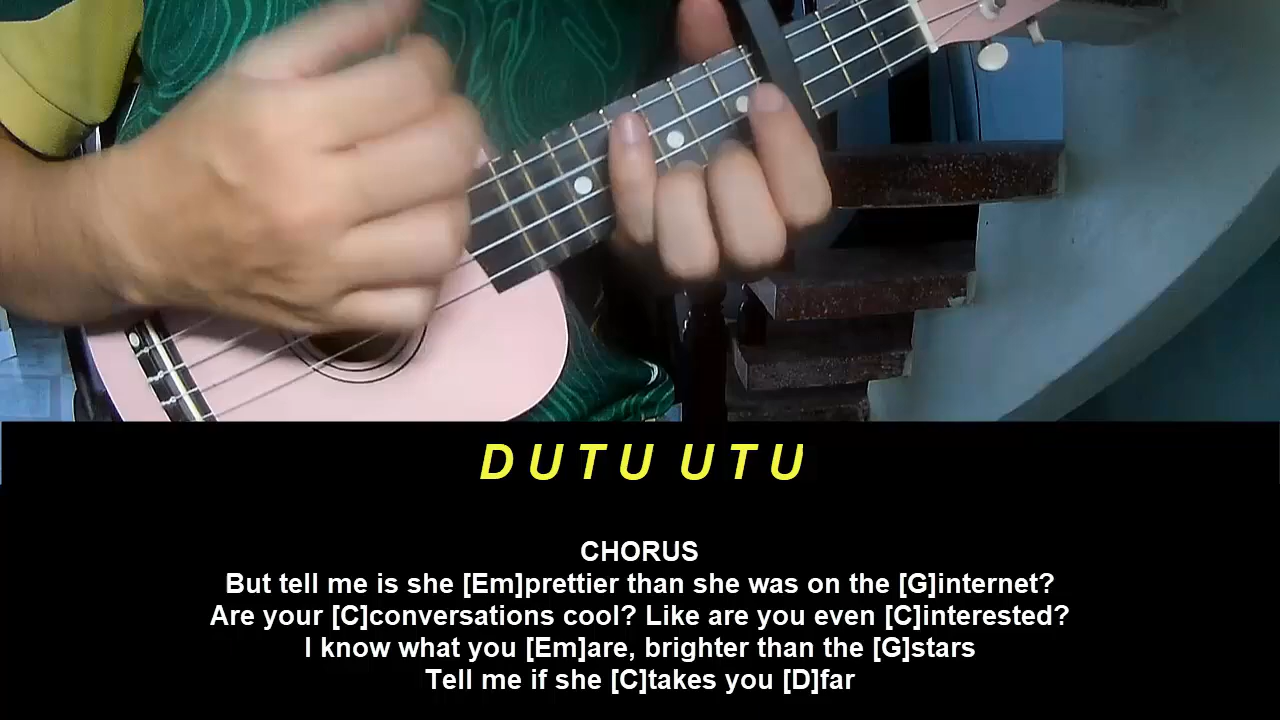 D U T U U T U
CHORUS
But tell me is she [Em]prettier than she was on the [G]internet?
Are your [C]conversations cool? Like are you even [C]interested?
I know what you [Em]are, brighter than the [G]stars
Tell me if she [C]takes you [D]far